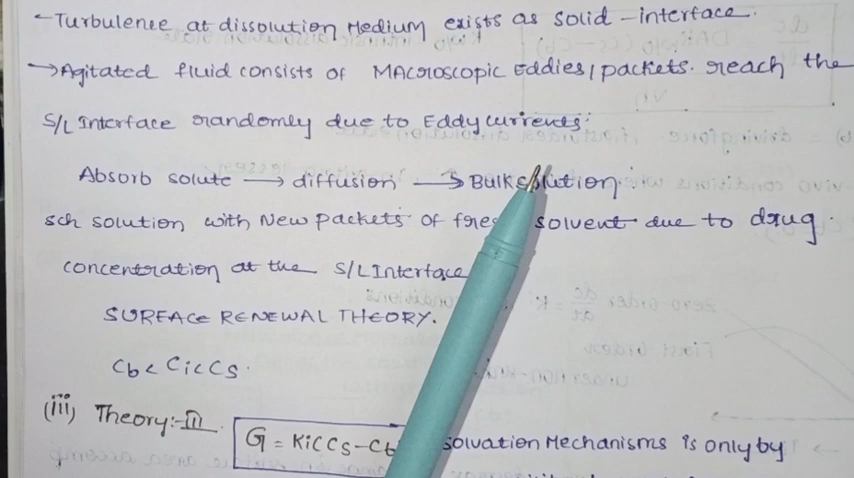 -Turbulence at dissolution Medium exists as solid-interface.
→Agitated fluid consists of Macroscopic Eddies/packets. reach the
S/L Interface randomly due to Eddy currents.
Absorb solute → diffusion → Bulk solution.
sch solution with New packets of solvent due to drug.
concentration at the S/L Interface
SURFACE RENEWAL THEORY.
Cb < Ci < Cs.
(iii) Theory:-III.
G = Ki(Cs-Cb
solvation Mechanisms is only by